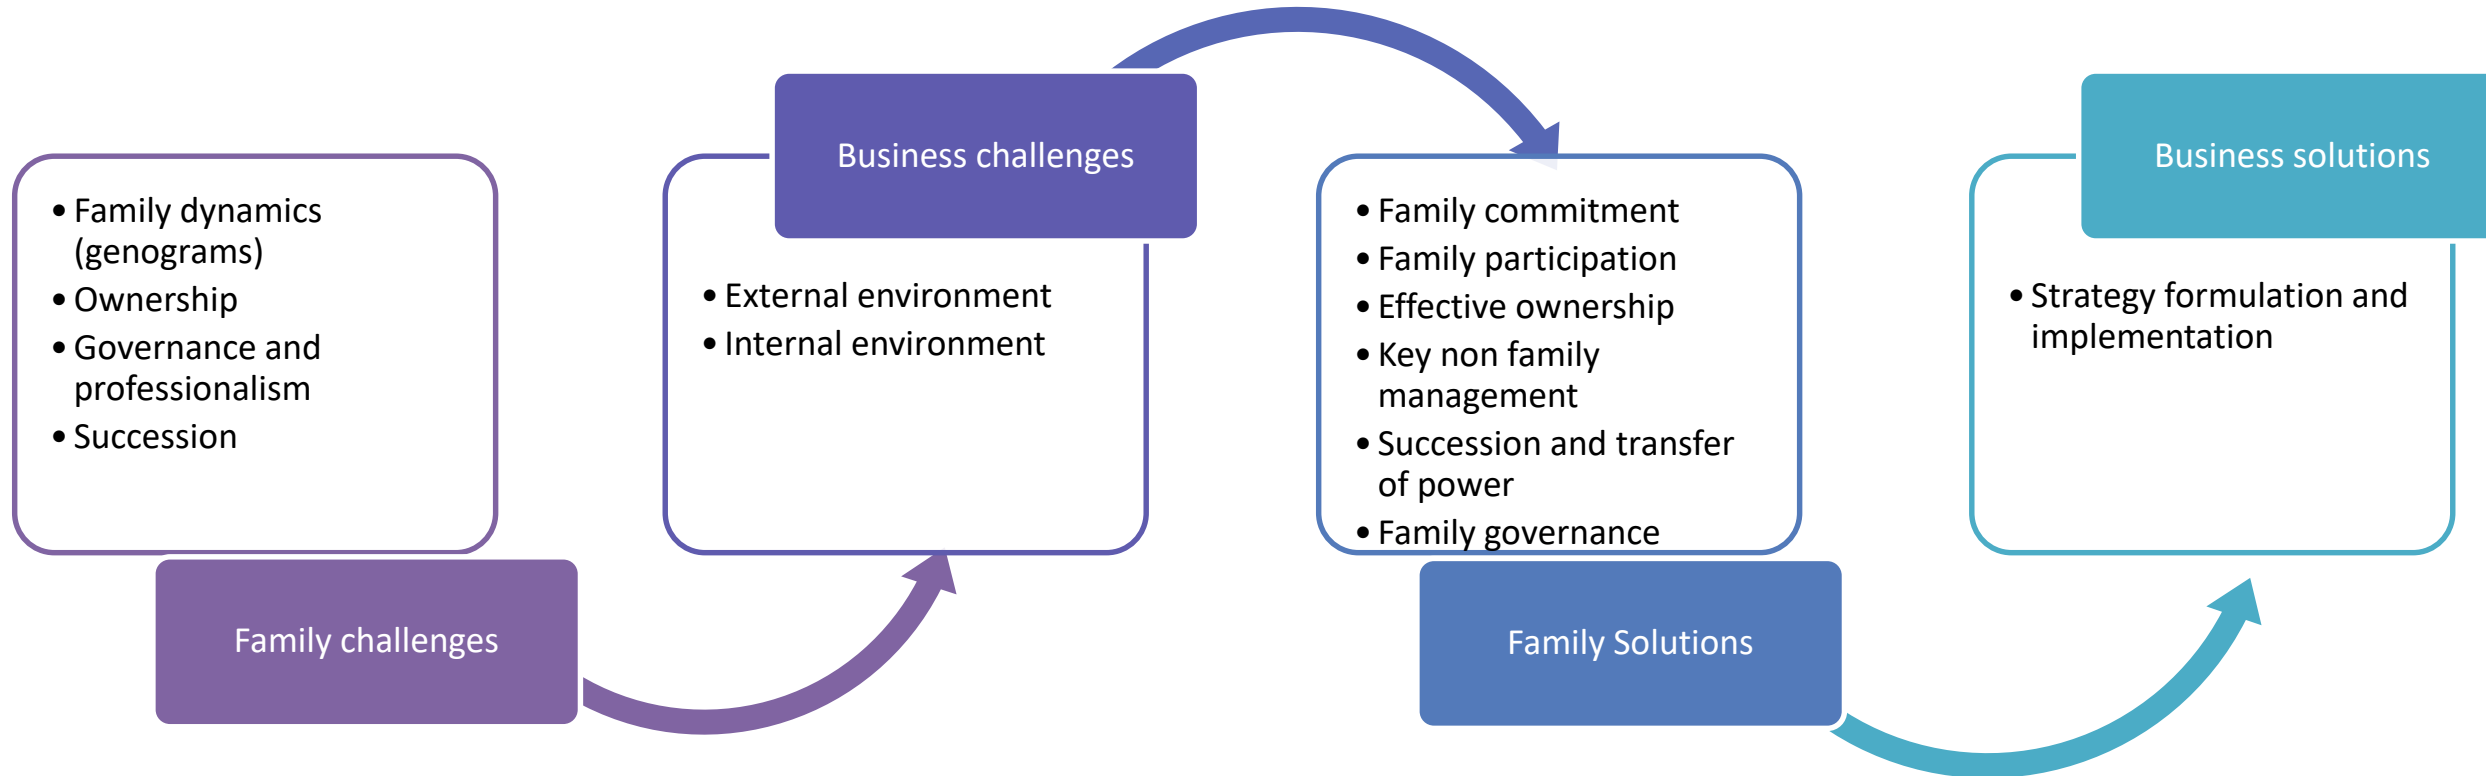 • Family dynamics
(genograms)
• Ownership
• Governance and
professionalism
• Succession
Family challenges
Business challenges
• External environment
• Internal environment
• Family commitment
• Family participation
• Effective ownership
• Key non family
management
• Succession and transfer
of power
• Family governance
Family Solutions
Business solutions
• Strategy formulation and
implementation